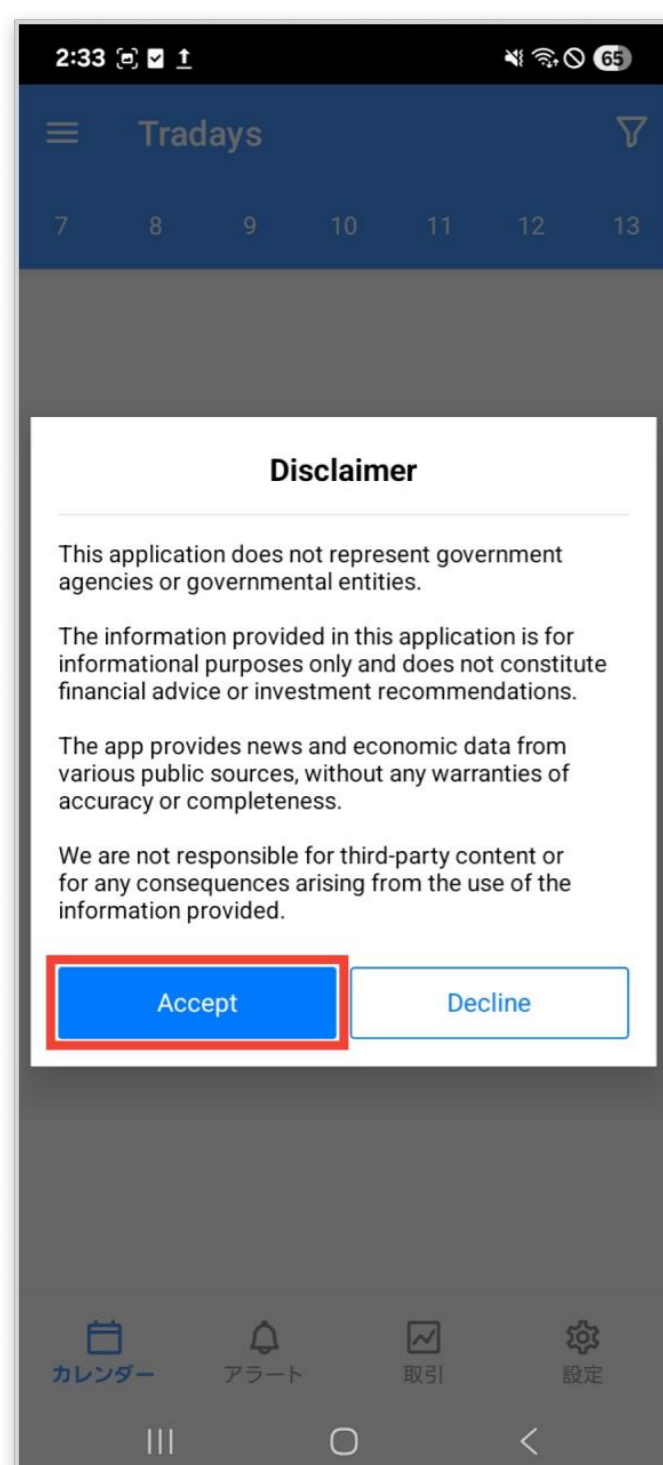 2:33
65
Tradays
7 8 9 10 11 12 13
Disclaimer
This application does not represent government
agencies or governmental entities.
The information provided in this application is for
informational purposes only and does not constitute
financial advice or investment recommendations.
The app provides news and economic data from
various public sources, without any warranties of
accuracy or completeness.
We are not responsible for third-party content or
for any consequences arising from the use of the
information provided.
Accept Decline
カレンダー アラート 取引 設定